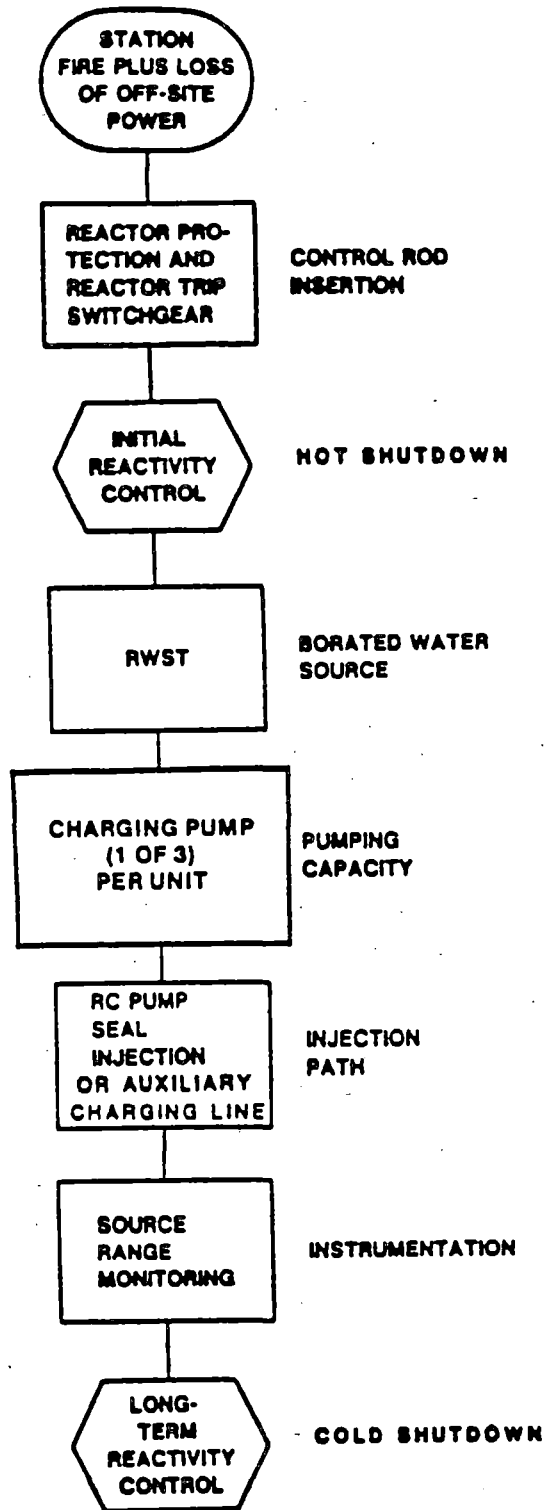 STATION
FIRE PLUS LOSS
OF OFF-SITE
POWER
REACTOR PRO-
TECTION AND
REACTOR TRIP
SWITCHGEAR
CONTROL ROD
INSERTION
INITIAL
REACTIVITY
CONTROL
HOT SHUTDOWN
RWST
BORATED WATER
SOURCE
CHARGING PUMP
(1 OF 3)
PER UNIT
PUMPING
CAPACITY
RC PUMP
SEAL
INJECTION
OR AUXILIARY
CHARGING LINE
INJECTION
PATH
SOURCE
RANGE
MONITORING
INSTRUMENTATION
LONG-
TERM
REACTIVITY
CONTROL
COLD SHUTDOWN